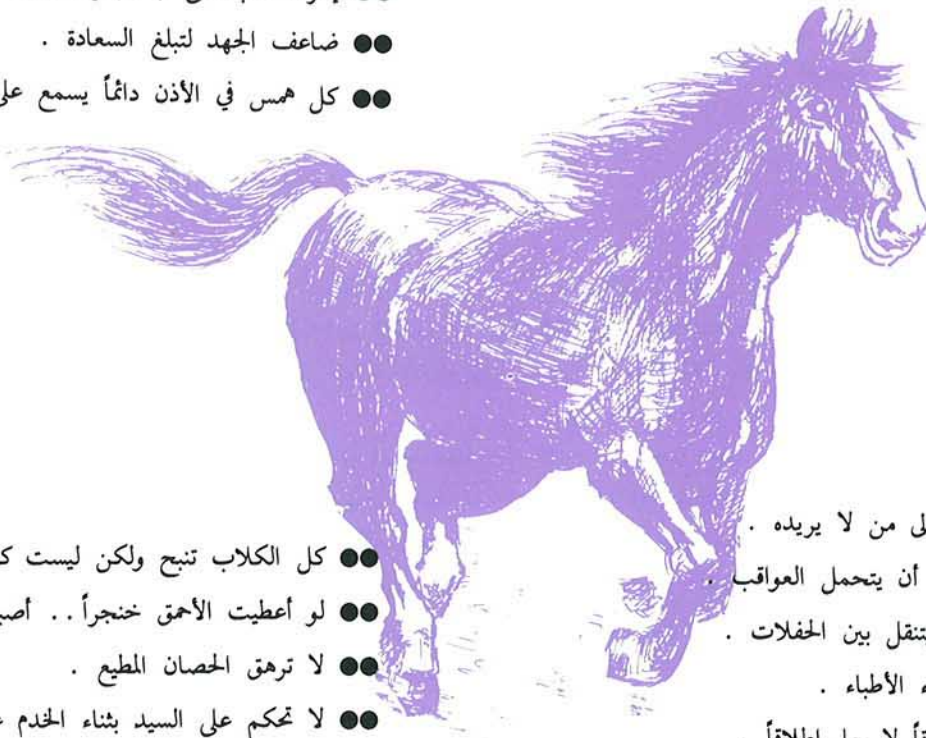 ●● ضاعف الجهد لتبلغ السعادة .
●● كل همس في الأذن دائماً يسمع على
لى من لا يريده .
أن يتحمل العواقب .
يتنقل بين الحفلات .
ء الأطباء .
●● كل الكلاب تنبح ولكن ليست ك
●● لو أعطيت الأحمق خنجراً . . أصب
●● لا ترهق الحصان المطيع .
●● لا تحكم على السيد بثناء الخدم ع